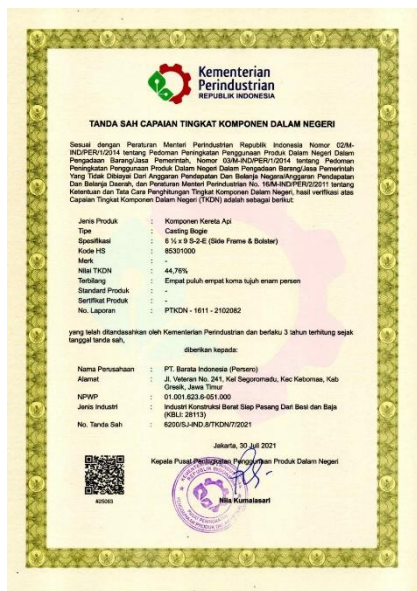 Kementerian
Perindustrian
REPUBLIK INDONESIA
TANDA SAH CAPAIAN TINGKAT KOMPONEN DALAM NEGERI
Sesuai dengan Peraturan Menteri Perindustrian Republik Indonesia Nomor 02/M-
IND/PER/1/2014 tentang Pedoman Peningkatan Penggunaan Produk Dalam Negeri Dalam
Pengadaan Barang/Jasa Pemerintah, Nomor 03/M-IND/PER/1/2014 tentang Pedoman
Peningkatan Penggunaan Produk Dalam Negeri Dalam Pengadaan Barang/Jasa Pemerintah
Yang Tidak Dibiayai Dari Anggaran Pendapatan Dan Belanja Negara/Anggaran Pendapatan
Dan Belanja Daerah, dan Peraturan Menteri Perindustrian No. 16/M-IND/PER/2/2011 tentang
Ketentuan dan Tata Cara Penghitungan Tingkat Komponen Dalam Negeri, hasil verifikasi atas
Capaian Tingkat Komponen Dalam Negeri (TKDN) adalah sebagai berikut:
Jenis Produk : Komponen Kereta Api
Tipe : Casting Bogie
Spesifikasi : 6 ½ x 9 S-2-E (Side Frame & Bolster)
Kode HS : 85301000
Merk : -
Nilai TKDN : 44,76%
Terbilang : Empat puluh empat koma tujuh enam persen
Standard Produk : -
Sertifikat Produk : -
No. Laporan : PTKDN - 1611 - 2102082
yang telah ditandasahkan oleh Kementerian Perindustrian dan berlaku 3 tahun terhitung sejak
tanggal tanda sah,
diberikan kepada:
Nama Perusahaan : PT. Barata Indonesia (Persero)
Alamat : Jl. Veteran No. 241, Kel Segoromadu, Kec Kebomas, Kab
Gresik, Jawa Timur
NPWP : 01.001.623.6-051.000
Jenis Industri : Industri Konstruksi Berat Siap Pasang Dari Besi dan Baja
(KBLI: 28113)
No. Tanda Sah : 6200/SJ-IND.8/TKDN/7/2021
Jakarta, 30 Juli 2021
Kepala Pusat Peningkatan Penggunaan Produk Dalam Negeri
Nila Kumalasari